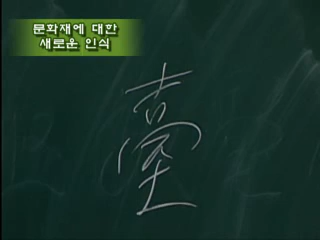 문화재에 대한
새로운 인식
臺